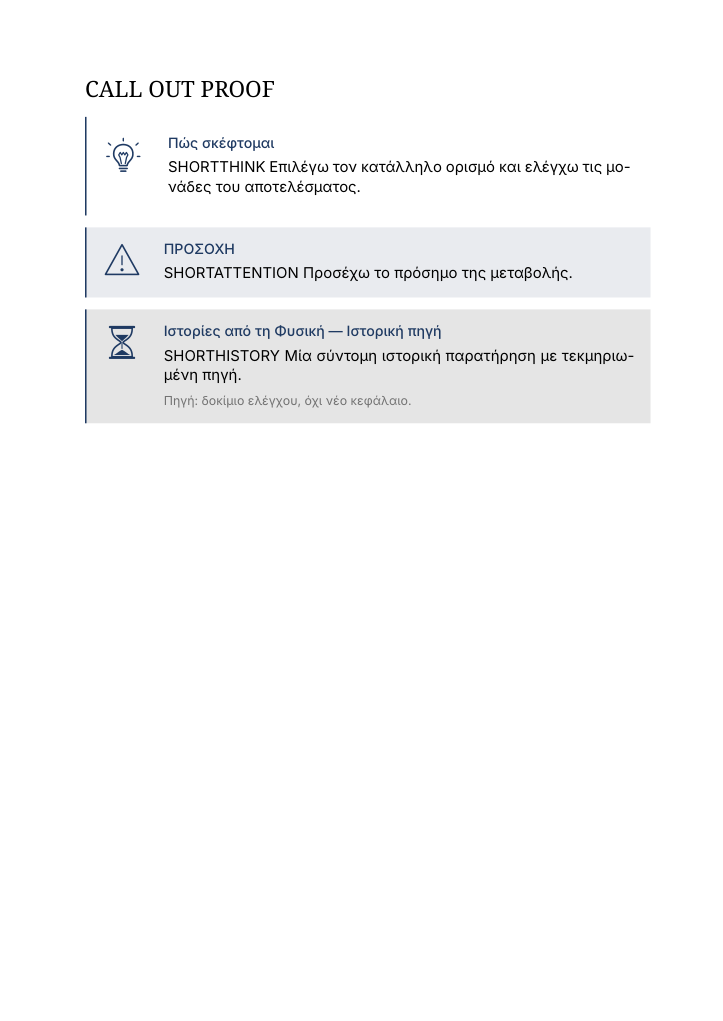 CALL OUT PROOF
Πώς σκέφτομαι
SHORTTHINK Επιλέγω τον κατάλληλο ορισμό και ελέγχω τις μο-
νάδες του αποτελέσματος.
ΠΡΟΣΟΧΗ
SHORTATTENTION Προσέχω το πρόσημο της μεταβολής.
Ιστορίες από τη Φυσική — Ιστορική πηγή
SHORTHISTORY Μία σύντομη ιστορική παρατήρηση με τεκμηριω-
μένη πηγή.
Πηγή: δοκίμιο ελέγχου, όχι νέο κεφάλαιο.